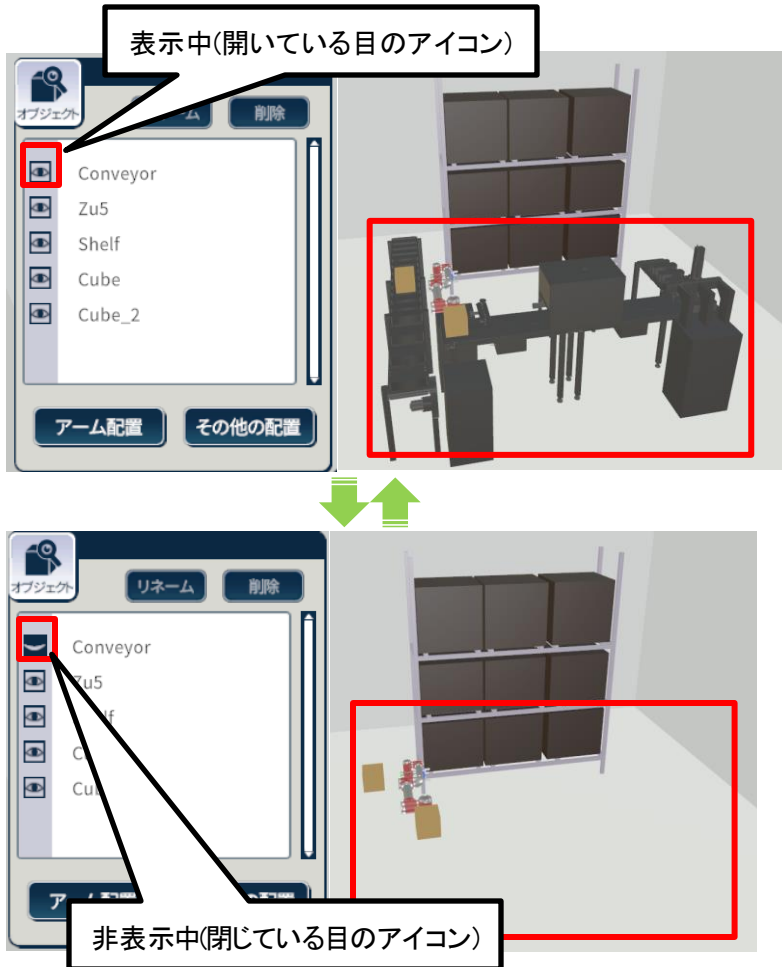 表示中(開いている目のアイコン)
オブジェクト
ム
削除
Conveyor
Zu5
Shelf
Cube
Cube_2
アーム配置
その他の配置
オブジェクト
リネーム
削除
Conveyor
Zu5
非表示中(閉じている目のアイコン)